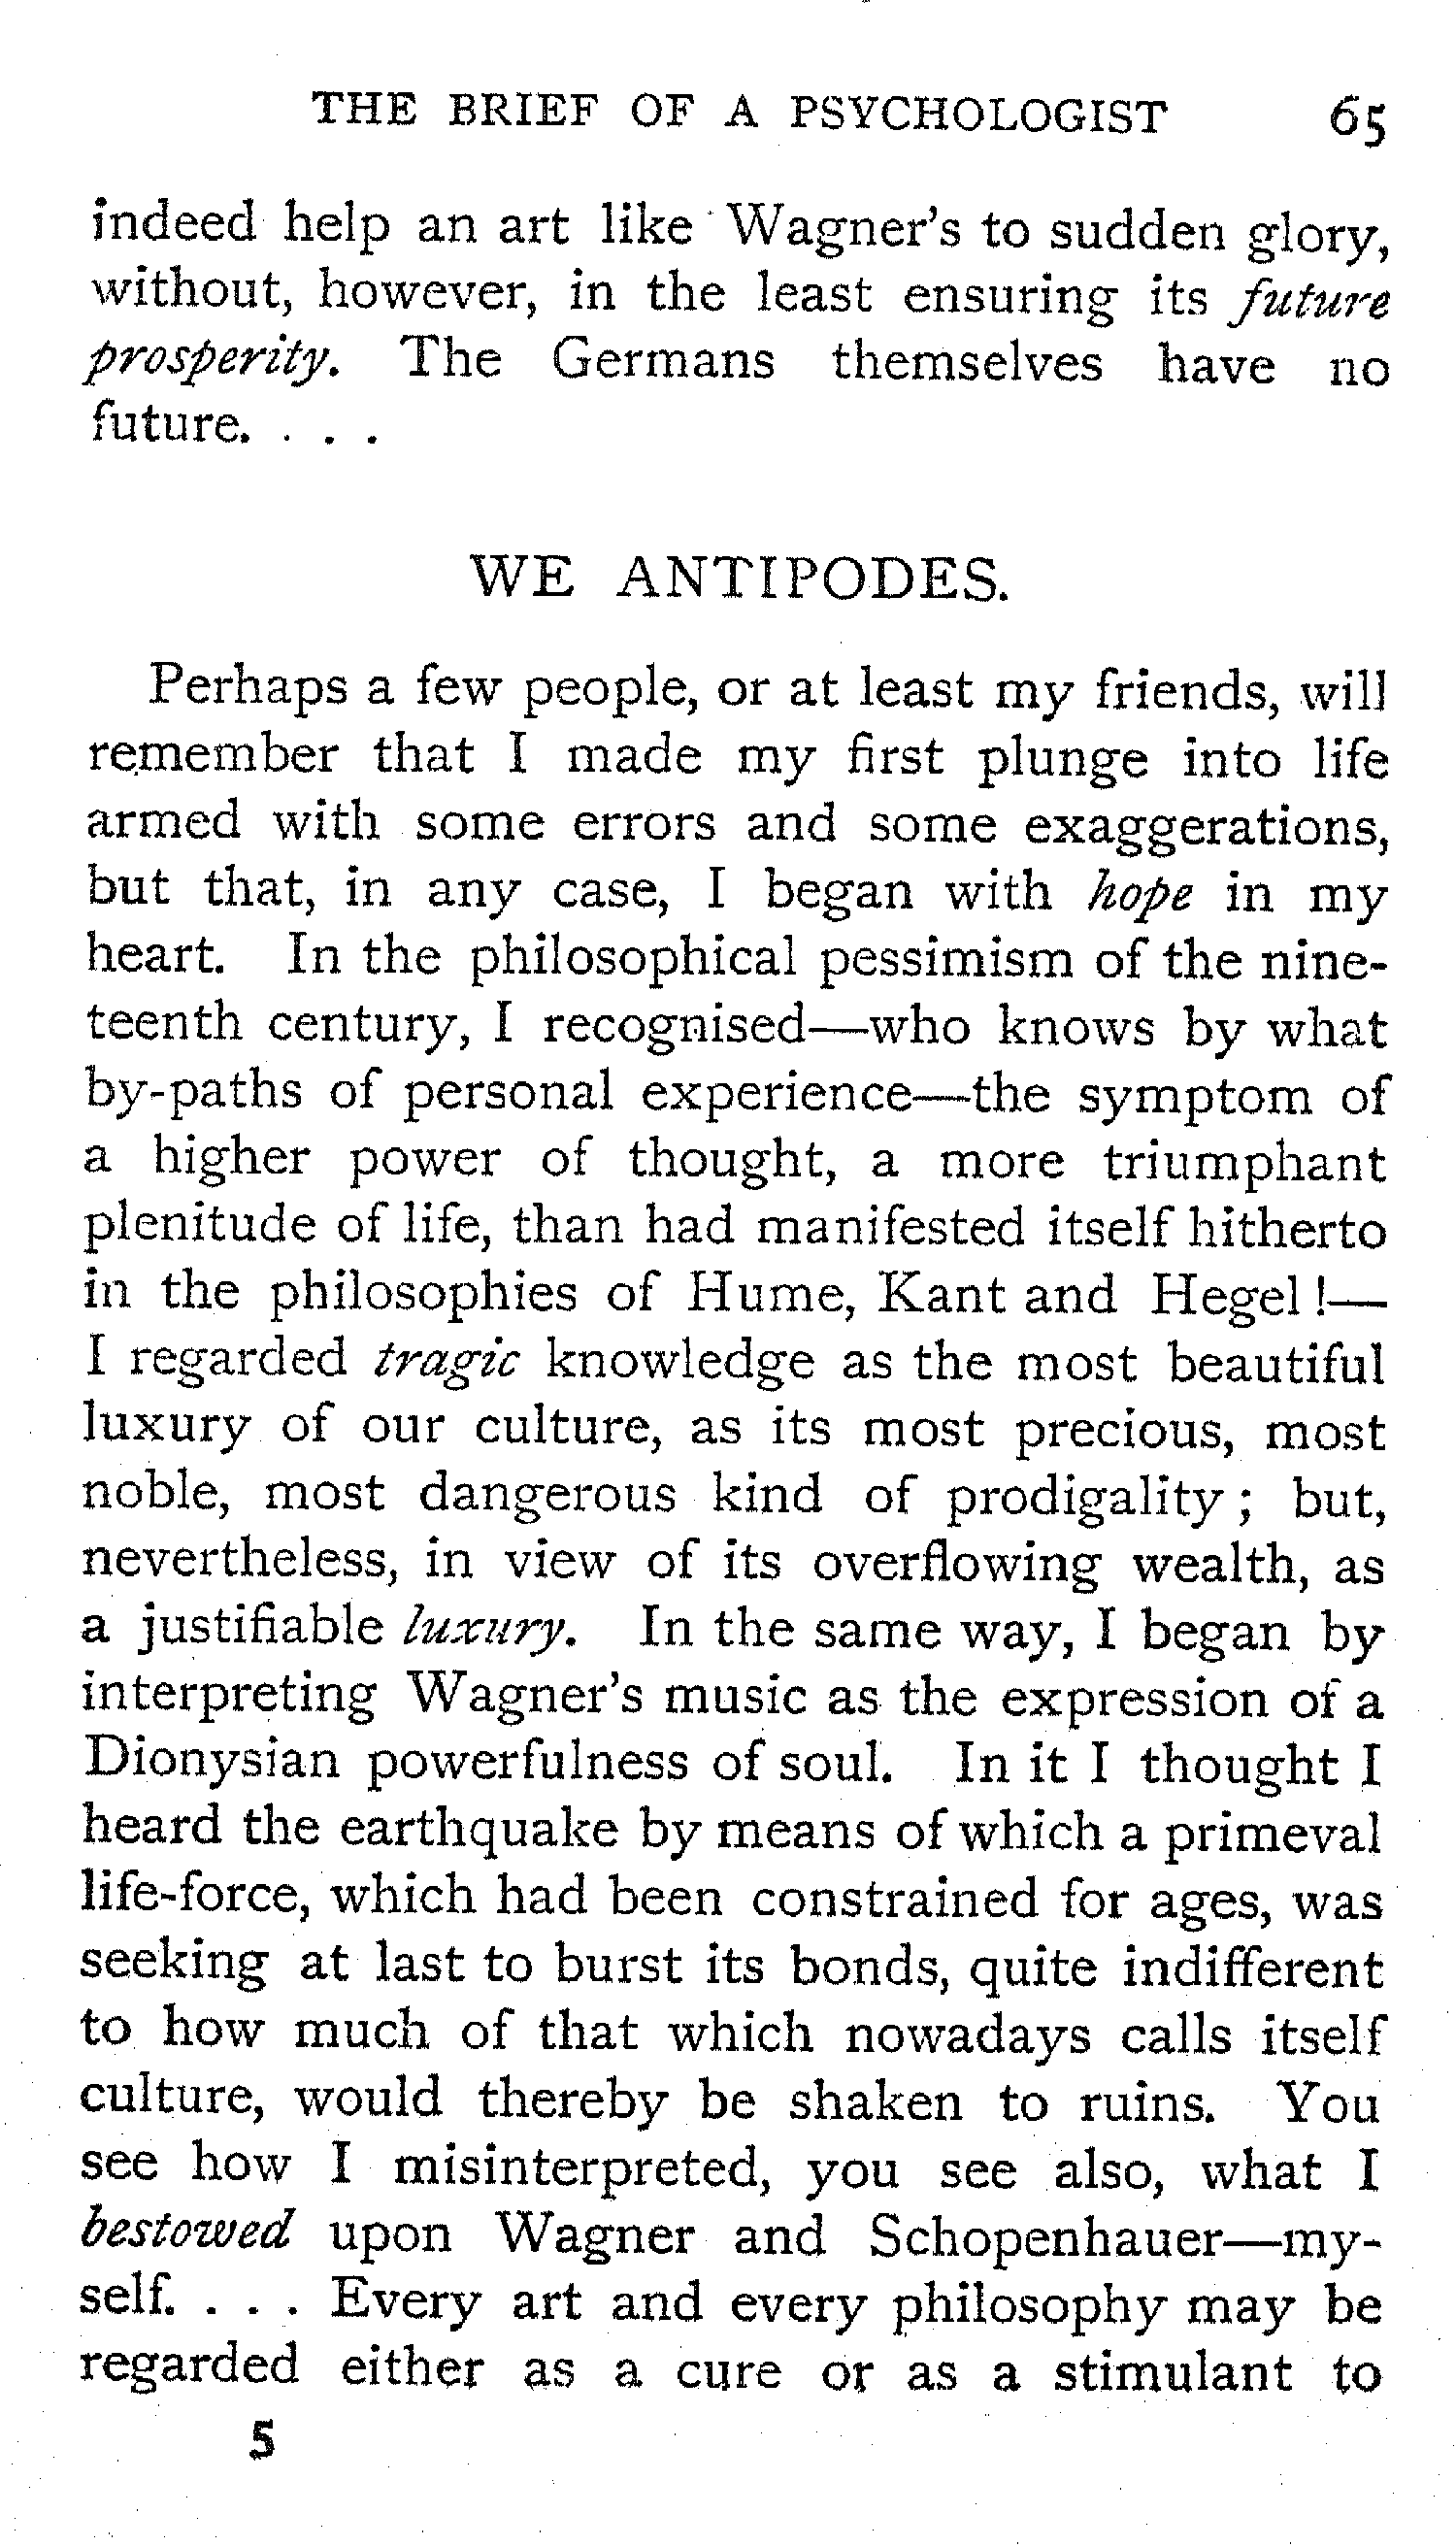 THE BRIEF OF A PSYCHOLOGIST 65
indeed help an art like Wagner's to sudden glory,
without, however, in the least ensuring its future
prosperity. The Germans themselves have no
future. . . .
WE ANTIPODES.
Perhaps a few people, or at least my friends, will
remember that I made my first plunge into life
armed with some errors and some exaggerations,
but that, in any case, I began with hope in my
heart. In the philosophical pessimism of the nine-
teenth century, I recognised—who knows by what
by-paths of personal experience—the symptom of
a higher power of thought, a more triumphant
plenitude of life, than had manifested itself hitherto
in the philosophies of Hume, Kant and Hegel !—
I regarded tragic knowledge as the most beautiful
luxury of our culture, as its most precious, most
noble, most dangerous kind of prodigality ; but,
nevertheless, in view of its overflowing wealth, as
a justifiable luxury. In the same way, I began by
interpreting Wagner's music as the expression of a
Dionysian powerfulness of soul. In it I thought I
heard the earthquake by means of which a primeval
life-force, which had been constrained for ages, was
seeking at last to burst its bonds, quite indifferent
to how much of that which nowadays calls itself
culture, would thereby be shaken to ruins. You
see how I misinterpreted, you see also, what I
bestowed upon Wagner and Schopenhauer—my-
self. . . . Every art and every philosophy may be
regarded either as a cure or as a stimulant to
5